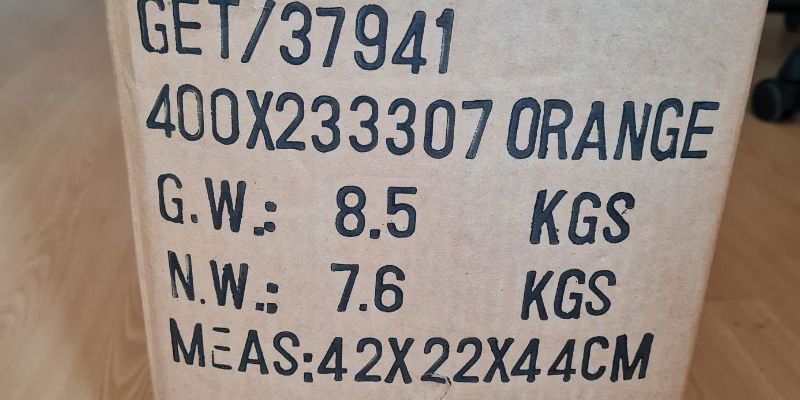 GET/37941
400X233307 ORANGE
G.W.: 8.5 KGS
N.W.: 7.6 KGS
MEAS:42X22X44CM